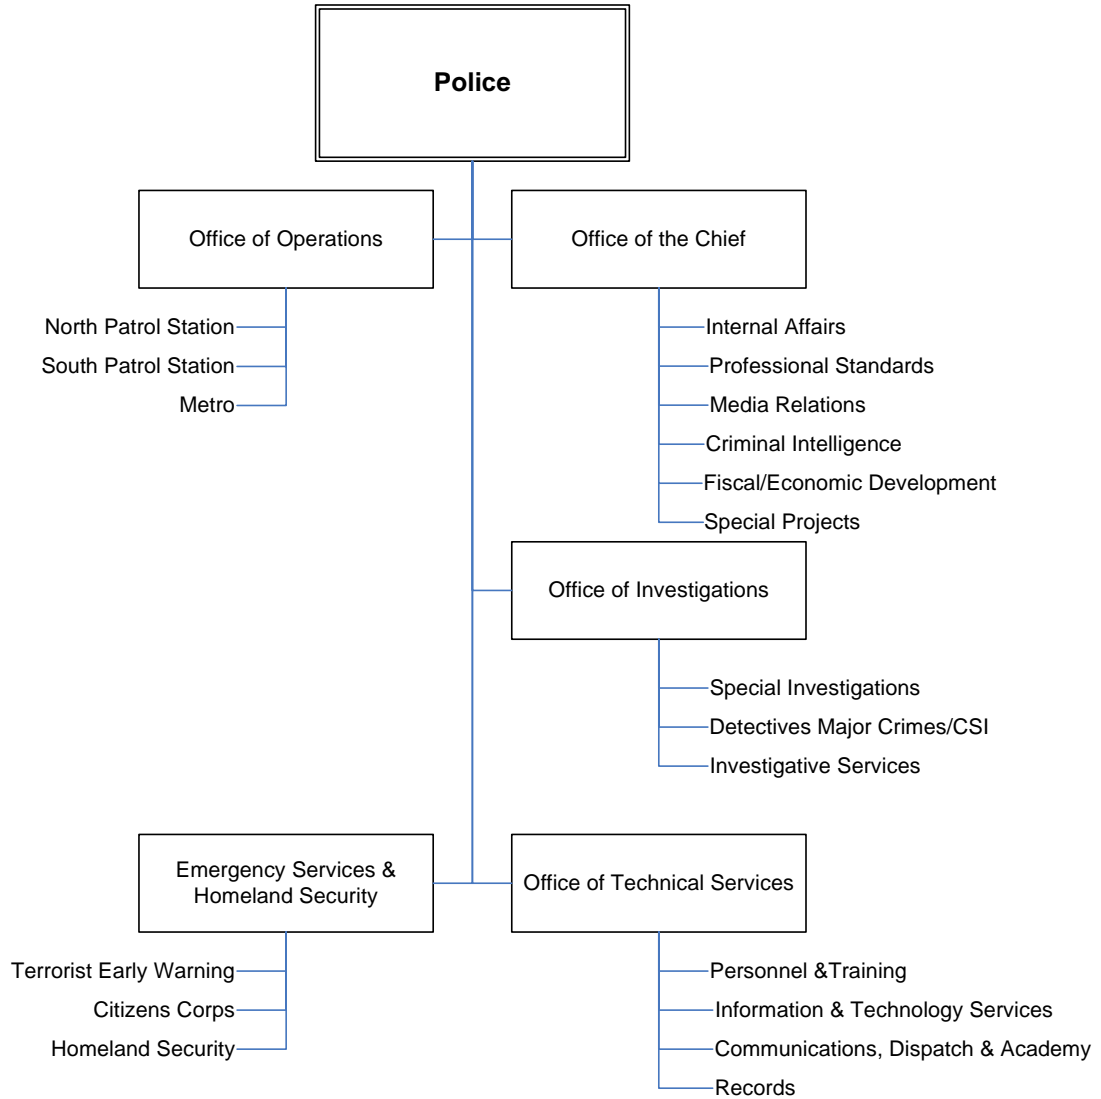 Police
Office of Operations
North Patrol Station
South Patrol Station
Metro
Office of the Chief
Internal Affairs
Professional Standards
Media Relations
Criminal Intelligence
Fiscal/Economic Development
Special Projects
Office of Investigations
Special Investigations
Detectives Major Crimes/CSI
Investigative Services
Emergency Services &
Homeland Security
Terrorist Early Warning
Citizens Corps
Homeland Security
Office of Technical Services
Personnel &Training
Information & Technology Services
Communications, Dispatch & Academy
Records